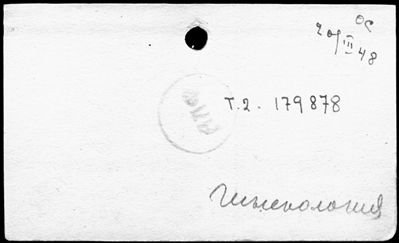 ОС
20/III 48
Т.2. 179878
Гинекология